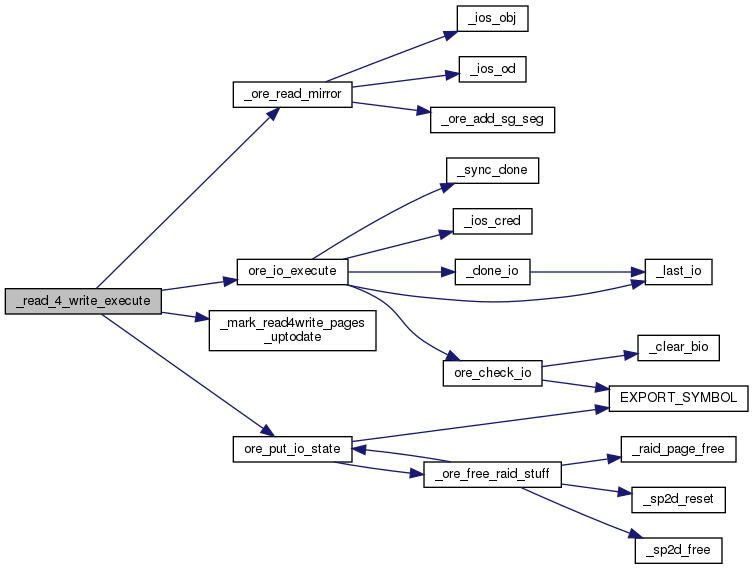 _ios_obj
_ios_od
_ore_read_mirror
_ore_add_sg_seg
_sync_done
_ios_cred
ore_io_execute
_done_io
_last_io
_read_4_write_execute
_mark_read4write_pages
_uptodate
_clear_bio
ore_check_io
EXPORT_SYMBOL
ore_put_io_state
_raid_page_free
_ore_free_raid_stuff
_sp2d_reset
_sp2d_free